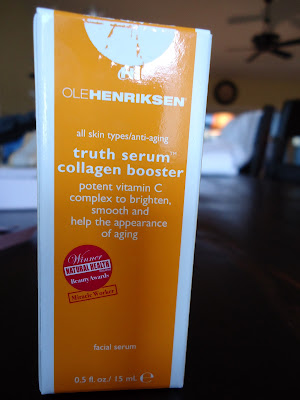 OLEHENRIKSEN®
all skin types/anti-aging
truth serum™
collagen booster
potent vitamin C
complex to brighten,
smooth and
help the appearance
of aging
Winner
NATURAL HEALTH
Beauty Awards
Miracle Worker
facial serum
0.5 fl. oz./ 15 mL ℮